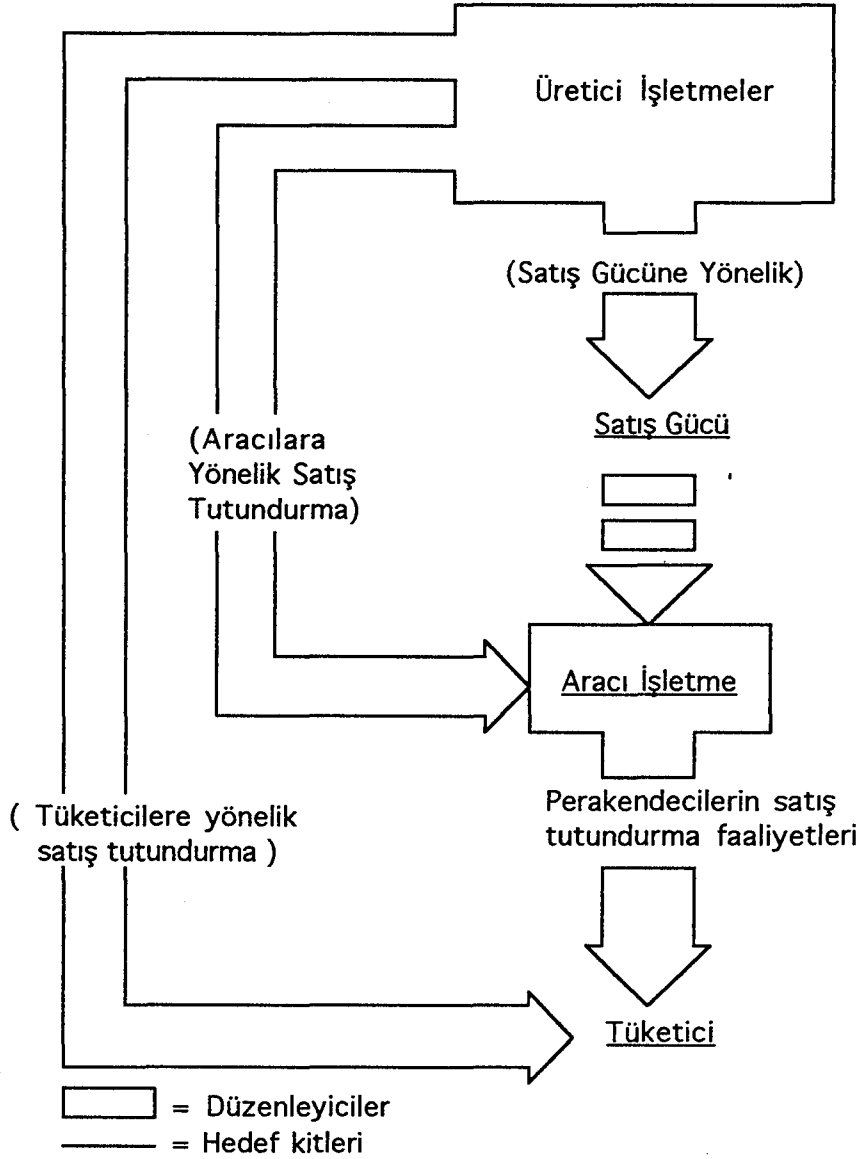 Üretici İşletmeler
(Satış Gücüne Yönelik)
Satış Gücü
(Aracılara
Yönelik Satış
Tutundurma)
Aracı İşletme
Perakendecilerin satış
tutundurma faaliyetleri
( Tüketicilere yönelik
satış tutundurma )
Tüketici
= Düzenleyiciler
= Hedef kitleri